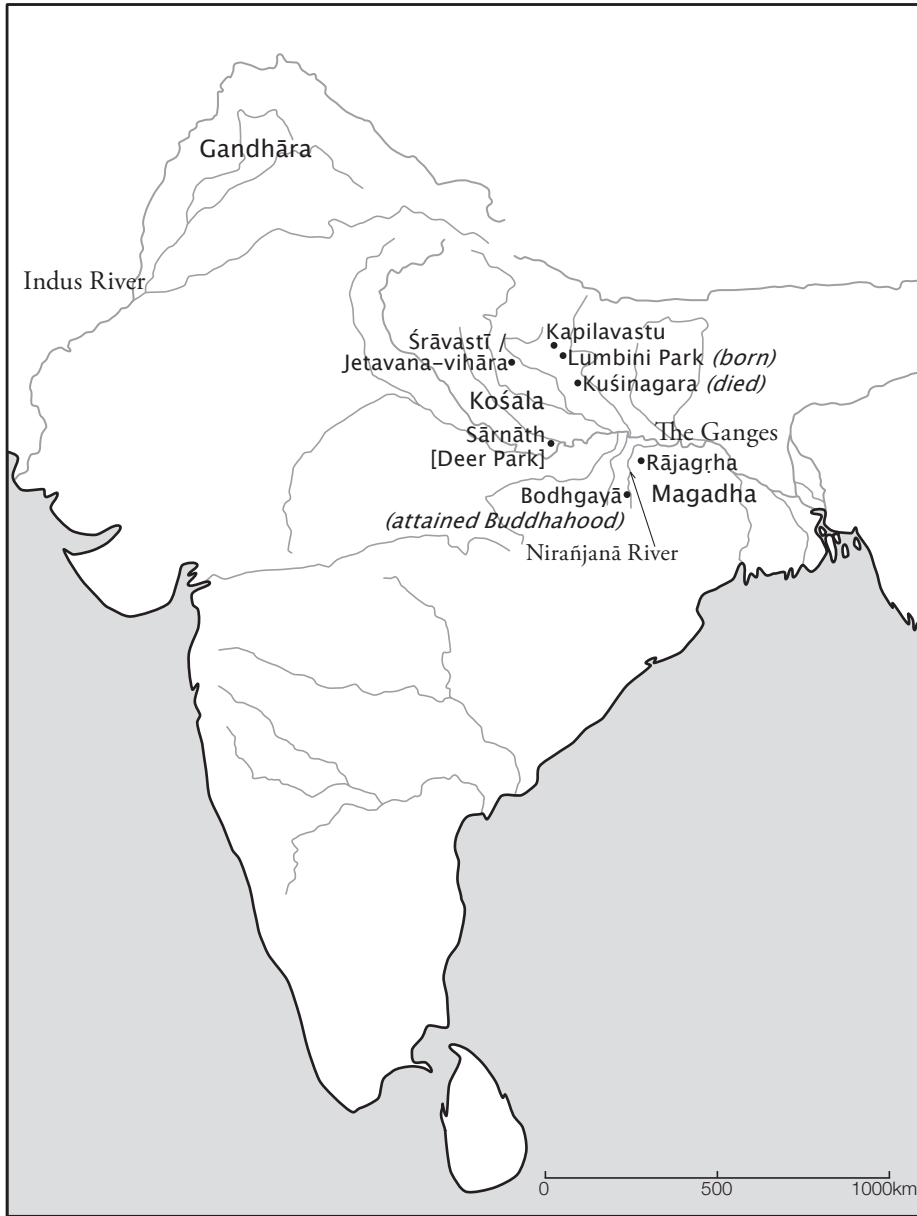 Gandhāra
Indus River
Kapilavastu
Śrāvastī /
Jetavana–vihāra
Lumbini Park (born)
Kuśinagara (died)
Kośala
The Ganges
Sārnāth
[Deer Park]
Rājagṛha
Bodhgayā
Magadha
(attained Buddhahood)
Nirañjanā River
0 500 1000km